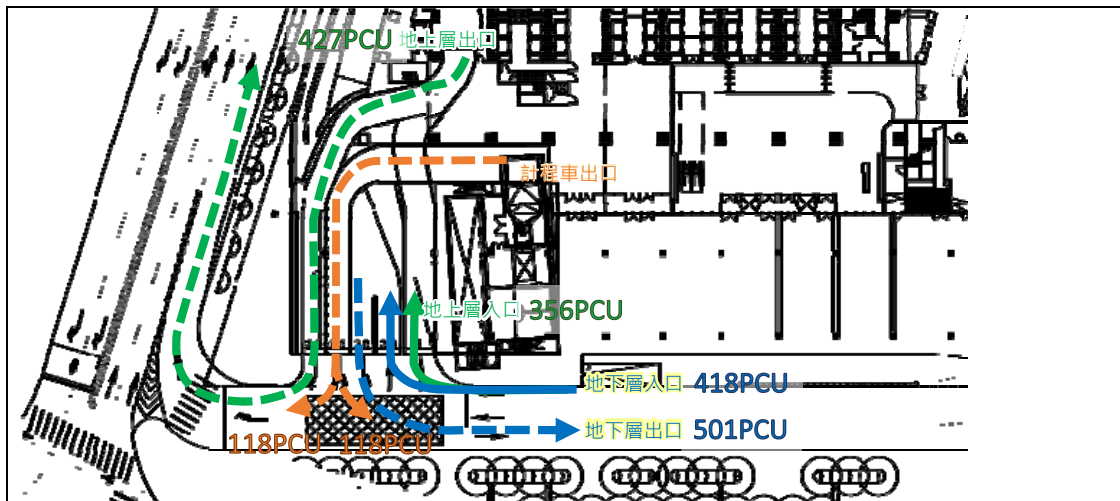 427PCU 地上層出口
計程車出口
地上層入口 356PCU
地下層入口 418PCU
地下層出口 501PCU
118PCU 118PCU